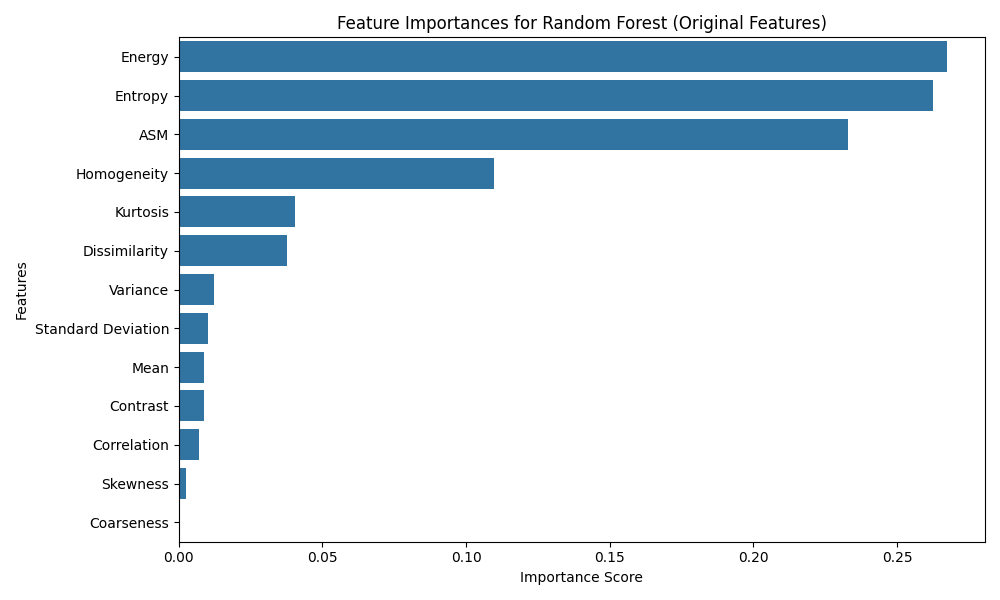 Feature Importances for Random Forest (Original Features)
Energy
Entropy
ASM
Homogeneity
Kurtosis
Dissimilarity
Variance
Standard Deviation
Mean
Contrast
Correlation
Skewness
Coarseness
Features
0.00 0.05 0.10 0.15 0.20 0.25
Importance Score